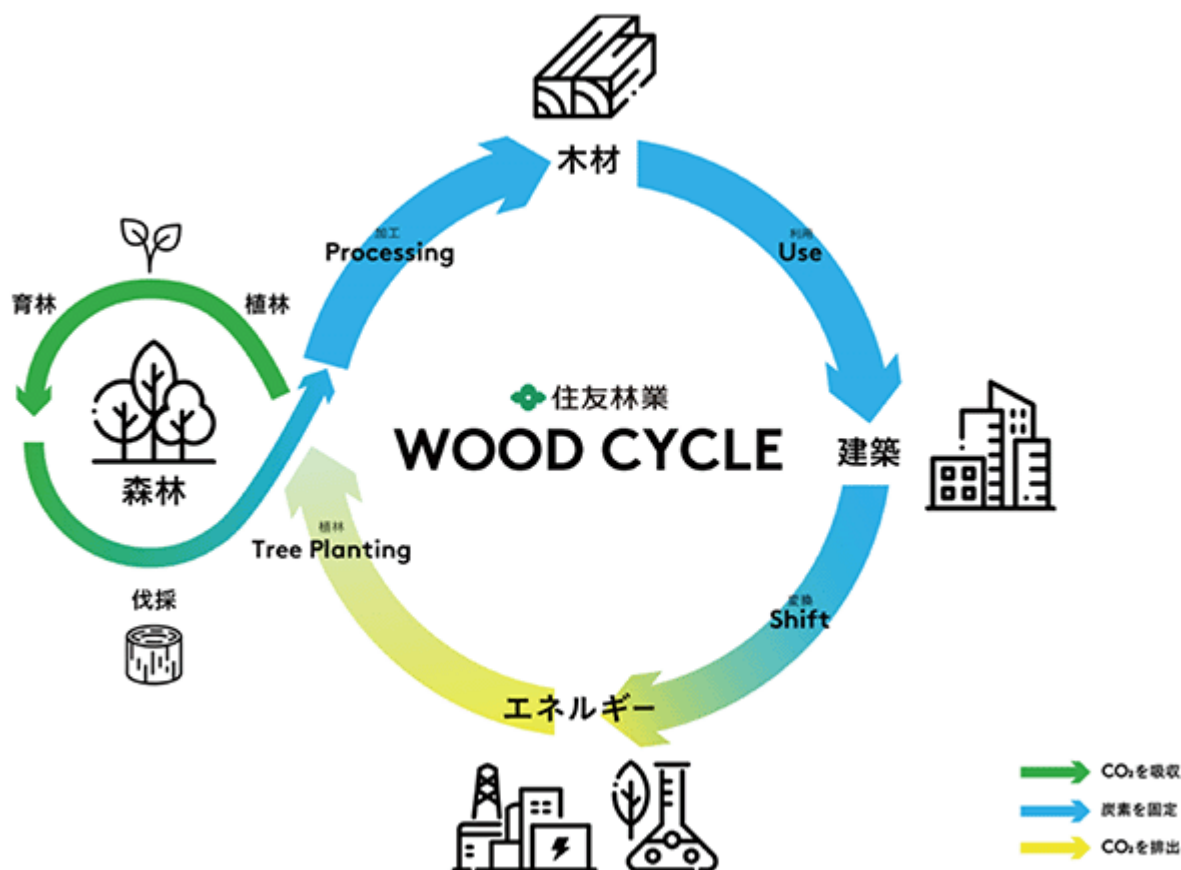 木材
加工
Processing
利用
Use
育林
植林
森林
伐採
住友林業
WOOD CYCLE
建築
植林
Tree Planting
変換
Shift
エネルギー
CO₂を吸収
炭素を固定
CO₂を排出